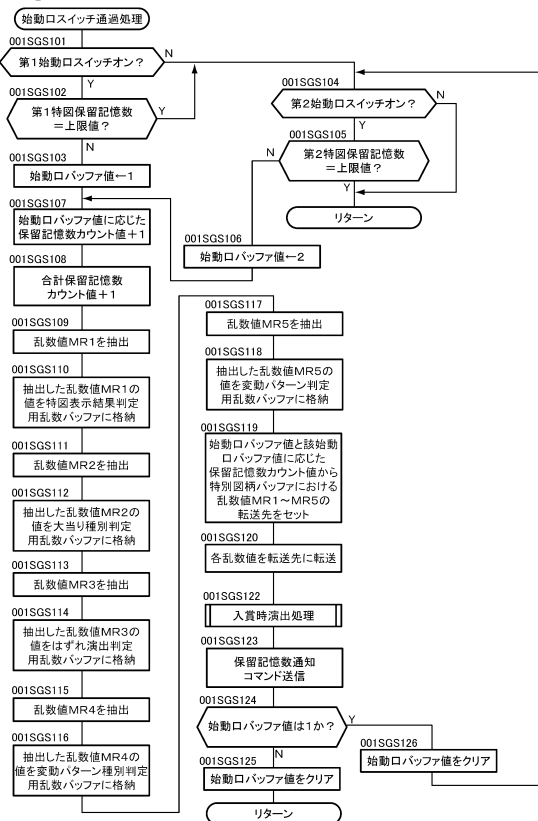 始動口スイッチ通過処理
001SGS101
第1始動口スイッチオン？
N
Y
001SGS102
第1特図保留記憶数
＝上限値？
Y
N
001SGS103
始動口バッファ値←1
001SGS104
第2始動口スイッチオン？
N
Y
001SGS105
第2特図保留記憶数
＝上限値？
N
Y
リターン
001SGS106
始動口バッファ値←2
001SGS107
始動口バッファ値に応じた
保留記憶数カウント値＋1
001SGS108
合計保留記憶数
カウント値＋1
001SGS109
乱数値MR1を抽出
001SGS110
抽出した乱数値MR1の
値を特図表示結果判定
用乱数バッファに格納
001SGS111
乱数値MR2を抽出
001SGS112
抽出した乱数値MR2の
値を大当り種別判定
用乱数バッファに格納
001SGS113
乱数値MR3を抽出
001SGS114
抽出した乱数値MR3の
値をはずれ演出判定
用乱数バッファに格納
001SGS115
乱数値MR4を抽出
001SGS116
抽出した乱数値MR4の
値を変動パターン種別判定
用乱数バッファに格納
001SGS117
乱数値MR5を抽出
001SGS118
抽出した乱数値MR5の
値を変動パターン判定
用乱数バッファに格納
001SGS119
始動口バッファ値と該始動
口バッファ値に応じた
保留記憶数カウント値から
特別図柄バッファにおける
乱数値MR1～MR5の
転送先をセット
001SGS120
各乱数値を転送先に転送
001SGS122
入賞時演出処理
001SGS123
保留記憶数通知
コマンド送信
001SGS124
始動口バッファ値は1か？
Y
N
001SGS125
始動口バッファ値をクリア
001SGS126
始動口バッファ値をクリア
リターン